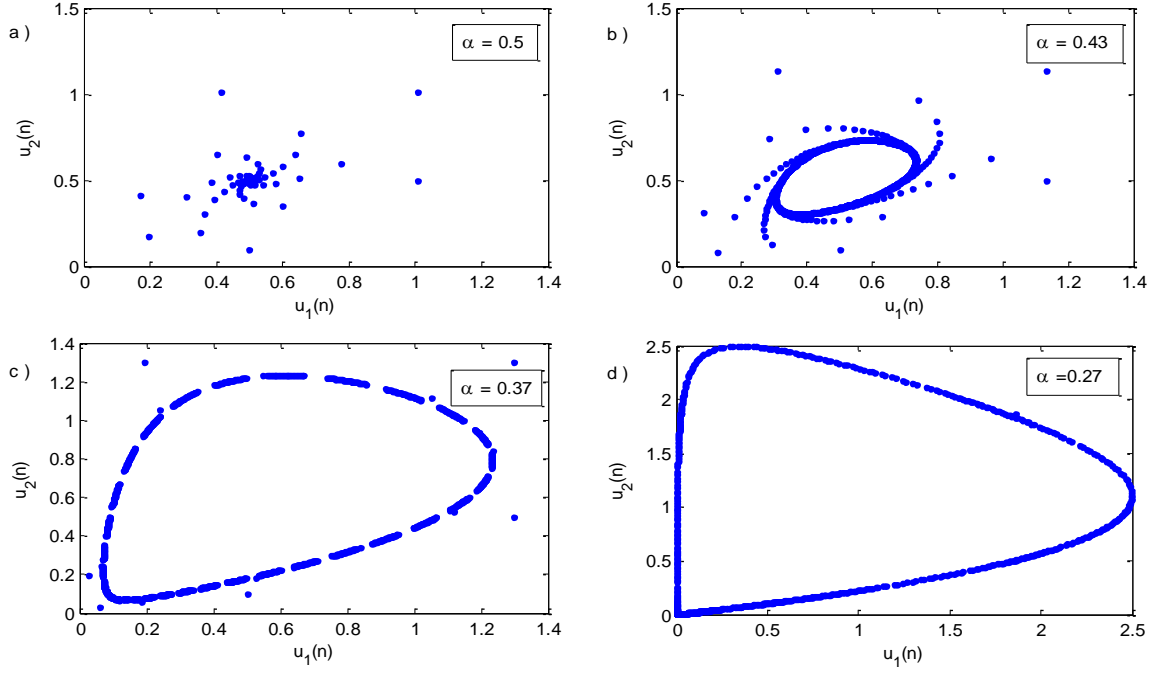 a )
1.5
1
0.5
0
u₂(n)
α = 0.5
0 0.2 0.4 0.6 0.8 1 1.2 1.4
u₁(n)
b )
1.5
1
0.5
0
u₂(n)
α = 0.43
0 0.2 0.4 0.6 0.8 1 1.2 1.4
u₁(n)
c )
1.4
1.2
1
0.8
0.6
0.4
0.2
0
u₂(n)
α = 0.37
0 0.2 0.4 0.6 0.8 1 1.2 1.4
u₁(n)
d )
2.5
2
1.5
1
0.5
0
u₂(n)
α =0.27
0 0.5 1 1.5 2 2.5
u₁(n)